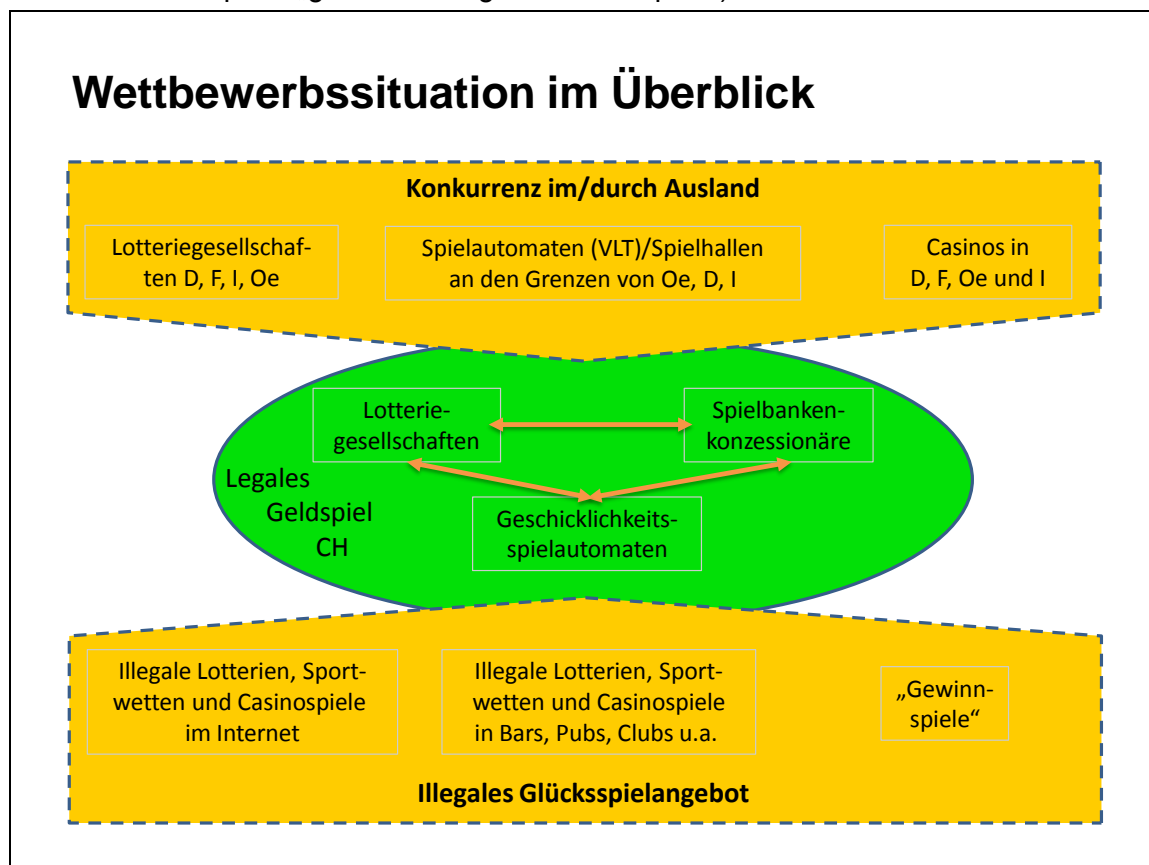 Wettbewerbssituation im Überblick
Konkurrenz im/durch Ausland
Lotteriegesellschaf-
ten D, F, I, Oe
Spielautomaten (VLT)/Spielhallen
an den Grenzen von Oe, D, I
Casinos in
D, F, Oe und I
Lotterie-
gesellschaften
Spielbanken-
konzessionäre
Legales
Geldspiel
CH
Geschicklichkeits-
spielautomaten
Illegale Lotterien, Sport-
wetten und Casinospiele
im Internet
Illegale Lotterien, Sport-
wetten und Casinospiele
in Bars, Pubs, Clubs u.a.
„Gewinn-
spiele“
Illegales Glücksspielangebot